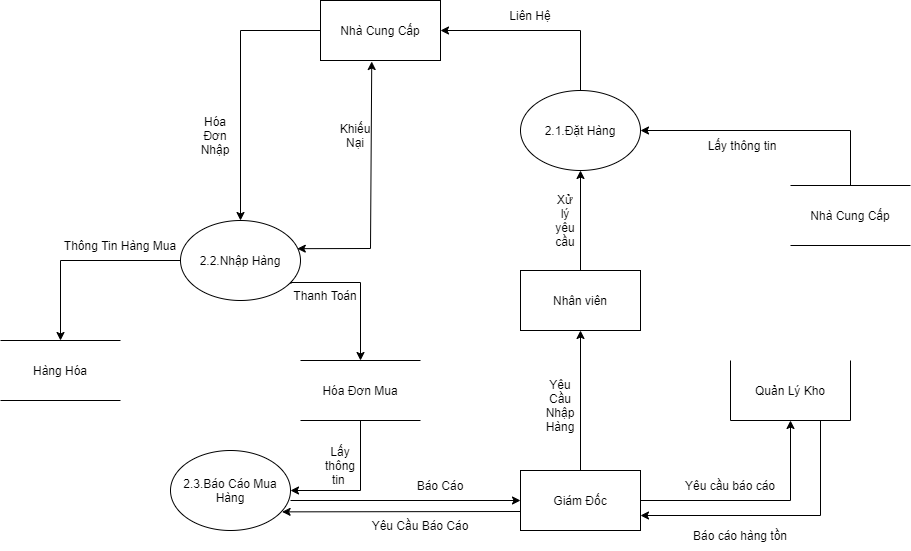 Liên Hệ
Nhà Cung Cấp
Hóa
Đơn
Nhập
Khiếu
Nại
2.1.Đặt Hàng
Lấy thông tin
Xử
lý
yêu
cầu
Nhà Cung Cấp
Thông Tin Hàng Mua
2.2.Nhập Hàng
Thanh Toán
Nhân viên
Hàng Hóa
Hóa Đơn Mua
Yêu
Cầu
Nhập
Hàng
Quản Lý Kho
Lấy
thông
tin
2.3.Báo Cáo Mua
Hàng
Báo Cáo
Giám Đốc
Yêu cầu báo cáo
Yêu Cầu Báo Cáo
Báo cáo hàng tồn